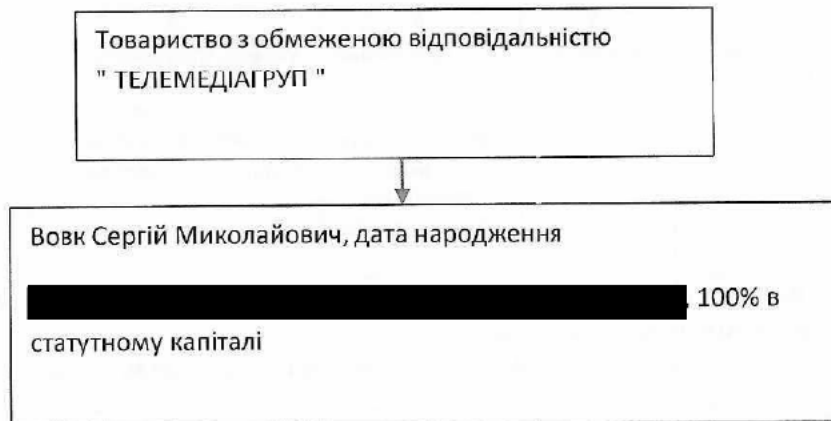 Товариство з обмеженою відповідальністю
" ТЕЛЕМЕДІАГРУП "
Вовк Сергій Миколайович, дата народження
, 100% в
статутному капіталі